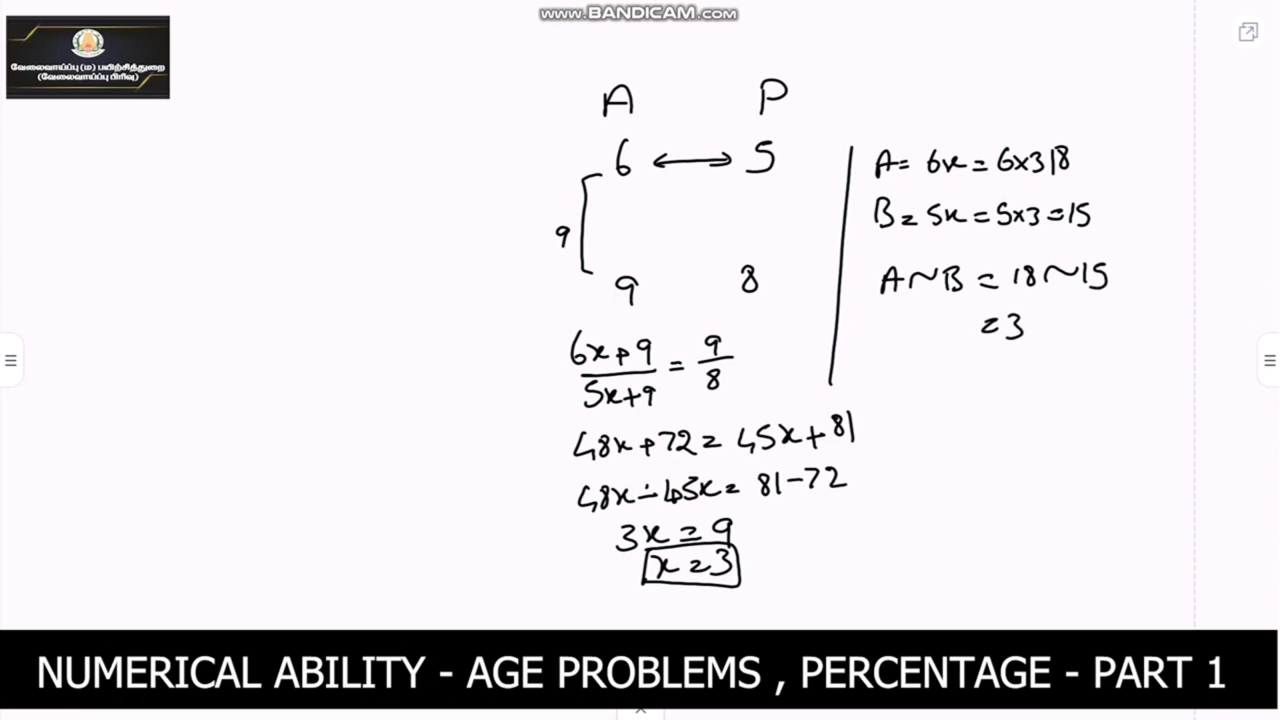 www.BANDICAM.com
வேலைவாய்ப்பு (ம) பயிற்சித்துறை
(வேலைவாய்ப்பு பிரிவு)
A P
6 ↔ 5
9
9 8
6x+9 / 5x+9 = 9/8
48x+72 = 45x+81
48x-45x = 81-72
3x = 9
x = 3
A = 6x = 6x3 18
B = 5x = 5x3 = 15
A~B = 18~15
= 3
NUMERICAL ABILITY - AGE PROBLEMS , PERCENTAGE - PART 1